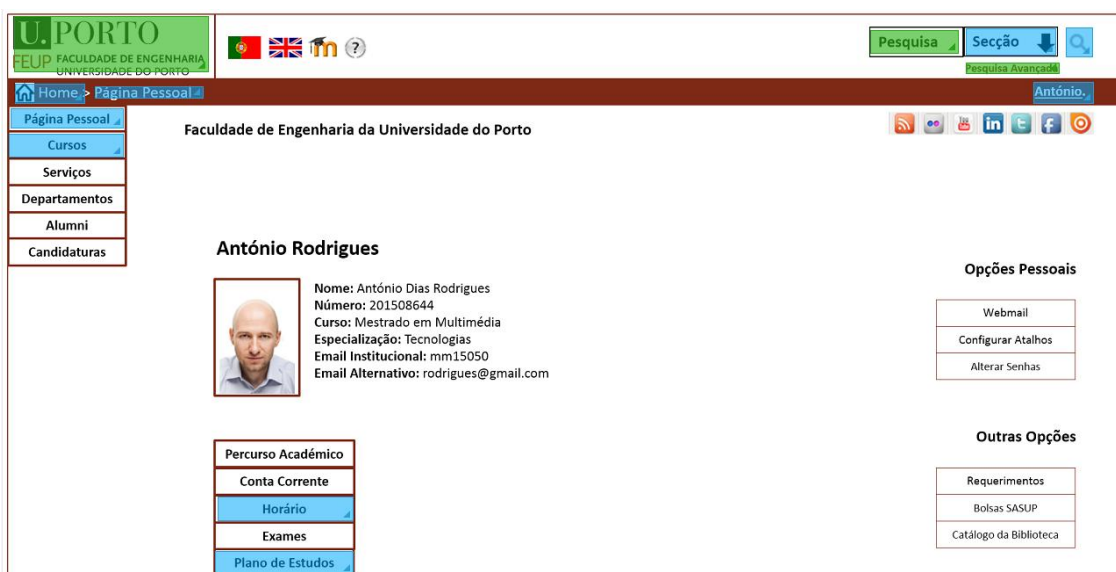 U.PORTO
FEUP FACULDADE DE ENGENHARIA
UNIVERSIDADE DO PORTO
?
Pesquisa
Secção
Pesquisa Avançada
Home > Página Pessoal
António.
Página Pessoal
Cursos
Serviços
Departamentos
Alumni
Candidaturas
Faculdade de Engenharia da Universidade do Porto
António Rodrigues
Nome: António Dias Rodrigues
Número: 201508644
Curso: Mestrado em Multimédia
Especialização: Tecnologias
Email Institucional: mm15050
Email Alternativo: rodrigues@gmail.com
Percurso Académico
Conta Corrente
Horário
Exames
Plano de Estudos
Opções Pessoais
Webmail
Configurar Atalhos
Alterar Senhas
Outras Opções
Requerimentos
Bolsas SASUP
Catálogo da Biblioteca